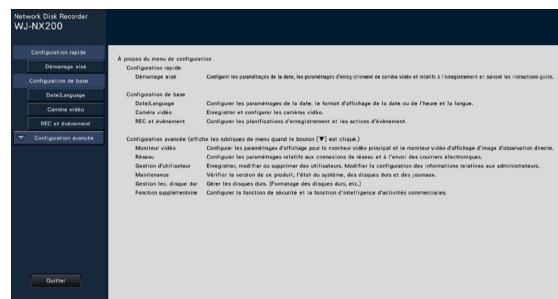 Network Disk Recorder
WJ-NX200
Configuration rapide
Démarrage aisé
Configuration de base
Date/Language
Caméra vidéo
REC et événement
Configuration avancée
Quitter
À propos du menu de configuration
Configuration rapide
Démarrage aisé Configurer les paramétrages de la date, les paramétrages d'enregistrement de caméra vidéo et relatifs à l'enregistrement en suivant les instructions-guide.
Configuration de base
Date/Language Configurer les paramétrages de la date, le format d'affichage de la date ou de l'heure et la langue.
Caméra vidéo Enregistrer et configurer les caméras vidéo.
REC et événement Configurer les planifications d'enregistrement et les actions d'événement.
Configuration avancée (affiche les rubriques de menu quand le bouton [▼] est cliqué.)
Moniteur vidéo Configurer les paramétrages d'affichage pour le moniteur vidéo principal et le moniteur vidéo d'affichage d'image d'observation directe.
Réseau Configurer les paramétrages relatifs aux connexions de réseau et à l'envoi des courriers électroniques.
Gestion d'utilisateur Enregistrer, modifier ou supprimer des utilisateurs. Modifier la configuration des informations relatives aux administrateurs.
Maintenance Vérifier la version de ce produit, l'état du système, des disques durs et des journaux.
Gestion lec. disque dur Gérer les disques durs. (Formatage des disques durs, etc.)
Fonction supplémentaire Configurer la fonction de sécurité et la fonction d'intelligence d'activités commerciales.